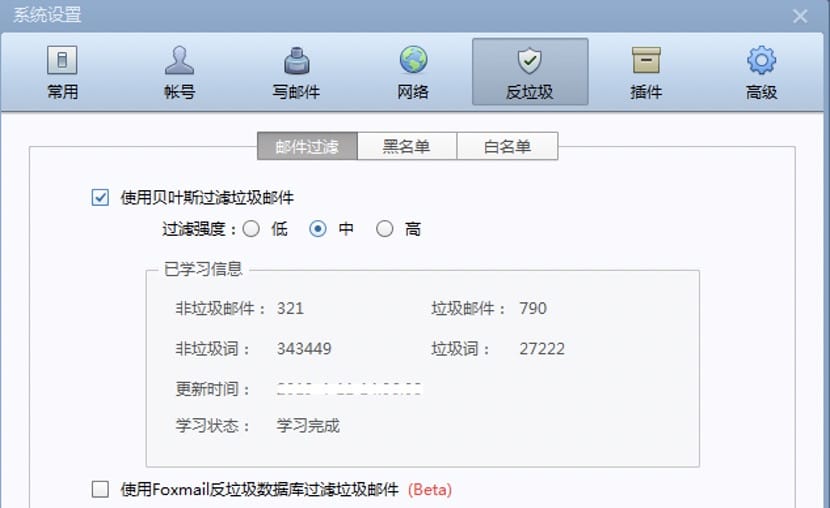 系统设置
常用 帐号 写邮件 网络 反垃圾 插件 高级
邮件过滤 黑名单 白名单
使用贝叶斯过滤垃圾邮件
过滤强度： 低 中 高
已学习信息
非垃圾邮件： 321 垃圾邮件： 790
非垃圾词： 343449 垃圾词： 27222
更新时间：
学习状态： 学习完成
使用Foxmail反垃圾数据库过滤垃圾邮件 (Beta)